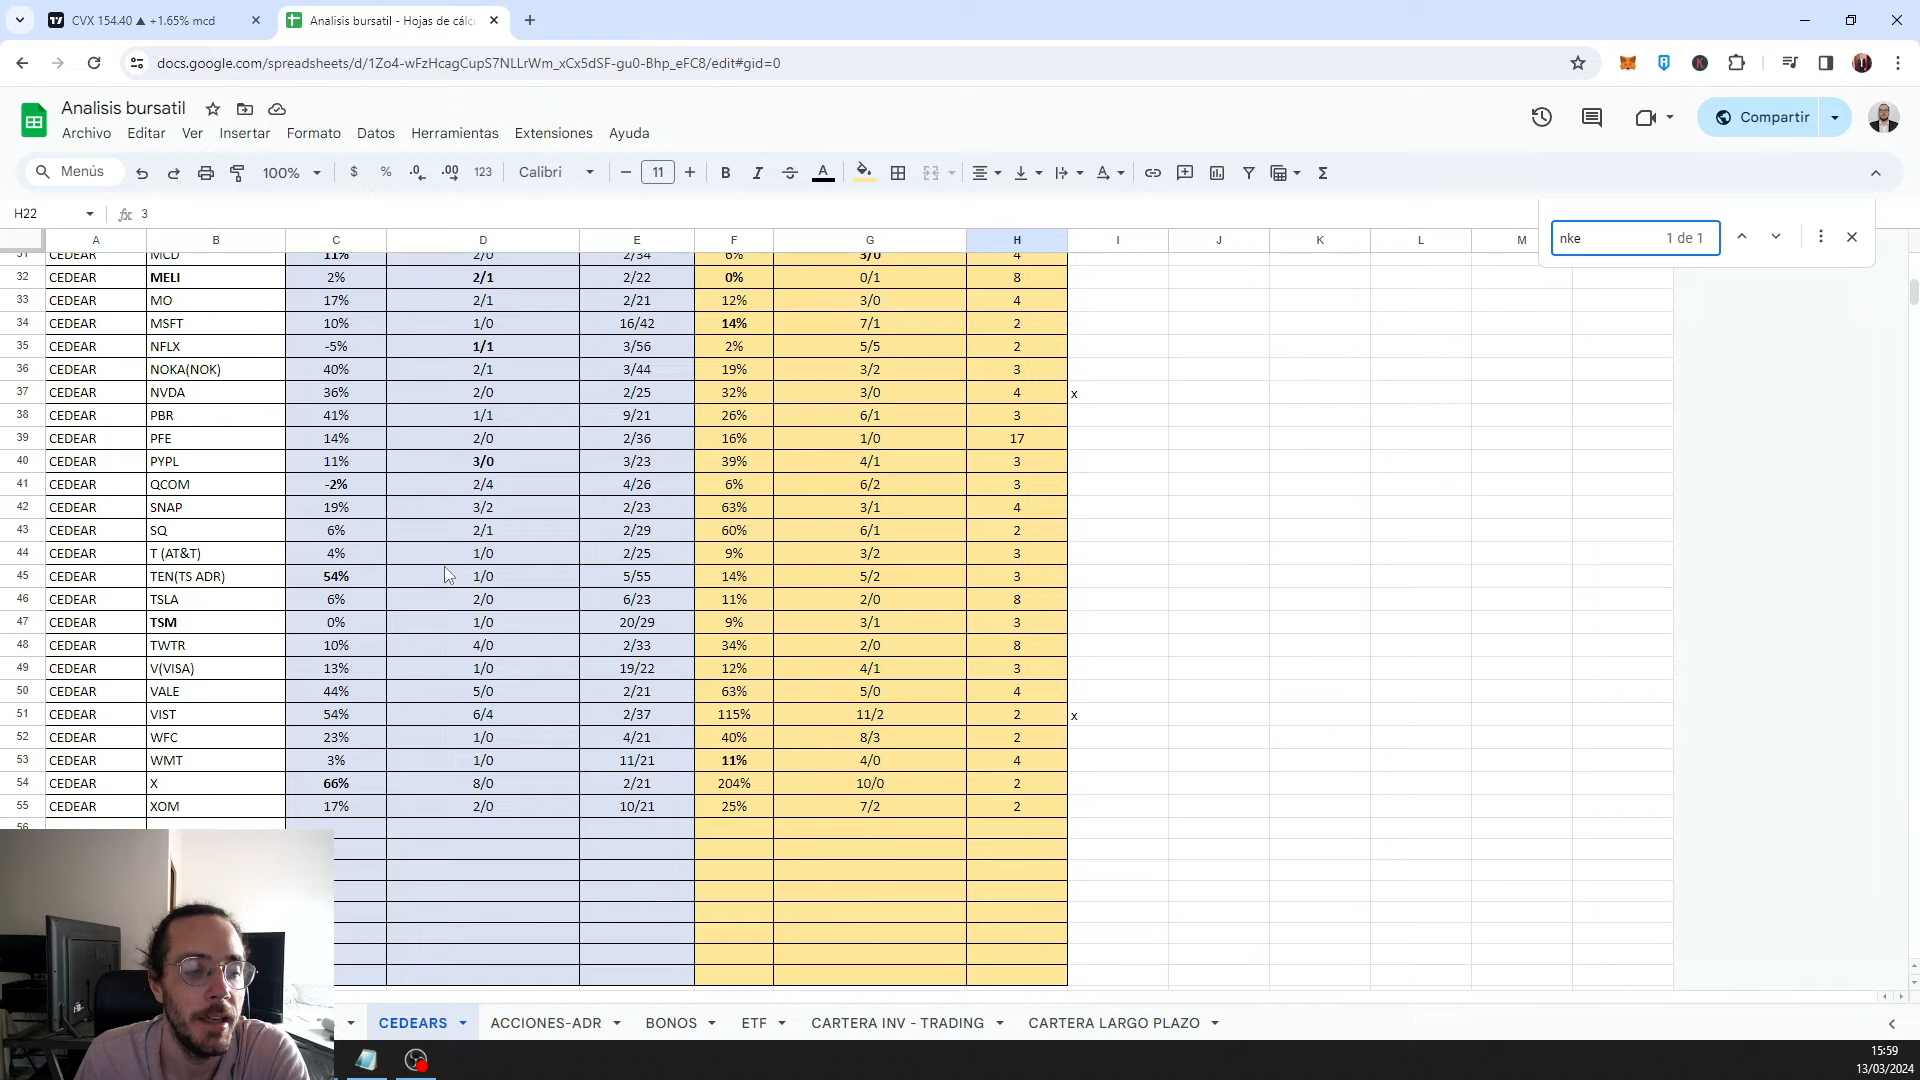 CVX 154.40 ▲ +1.65% mcd
Analisis bursatil - Hojas de cálcu
docs.google.com/spreadsheets/d/1Zo4-wFzHcagCupS7NLLrWm_xCx5dSF-gu0-Bhp_eFC8/edit#gid=0
Analisis bursatil
Archivo Editar Ver Insertar Formato Datos Herramientas Extensiones Ayuda
Compartir
Menús 100% $ % .0 .00 123 Calibri 11
H22 fx 3
nke 1 de 1
A B C D E F G H I J K L M
31 CEDEAR MCD 11% 2/0 2/34 6% 3/0 4
32 CEDEAR MELI 2% 2/1 2/22 0% 0/1 8
33 CEDEAR MO 17% 2/1 2/21 12% 3/0 4
34 CEDEAR MSFT 10% 1/0 16/42 14% 7/1 2
35 CEDEAR NFLX -5% 1/1 3/56 2% 5/5 2
36 CEDEAR NOKA(NOK) 40% 2/1 3/44 19% 3/2 3
37 CEDEAR NVDA 36% 2/0 2/25 32% 3/0 4 x
38 CEDEAR PBR 41% 1/1 9/21 26% 6/1 3
39 CEDEAR PFE 14% 2/0 2/36 16% 1/0 17
40 CEDEAR PYPL 11% 3/0 3/23 39% 4/1 3
41 CEDEAR QCOM -2% 2/4 4/26 6% 6/2 3
42 CEDEAR SNAP 19% 3/2 2/23 63% 3/1 4
43 CEDEAR SQ 6% 2/1 2/29 60% 6/1 2
44 CEDEAR T (AT&T) 4% 1/0 2/25 9% 3/2 3
45 CEDEAR TEN(TS ADR) 54% 1/0 5/55 14% 5/2 3
46 CEDEAR TSLA 6% 2/0 6/23 11% 2/0 8
47 CEDEAR TSM 0% 1/0 20/29 9% 3/1 3
48 CEDEAR TWTR 10% 4/0 2/33 34% 2/0 8
49 CEDEAR V(VISA) 13% 1/0 19/22 12% 4/1 3
50 CEDEAR VALE 44% 5/0 2/21 63% 5/0 4
51 CEDEAR VIST 54% 6/4 2/37 115% 11/2 2 x
52 CEDEAR WFC 23% 1/0 4/21 40% 8/3 2
53 CEDEAR WMT 3% 1/0 11/21 11% 4/0 4
54 CEDEAR X 66% 8/0 2/21 204% 10/0 2
55 CEDEAR XOM 17% 2/0 10/21 25% 7/2 2
56
CEDEARS ACCIONES-ADR BONOS ETF CARTERA INV - TRADING CARTERA LARGO PLAZO
15:59
13/03/2024